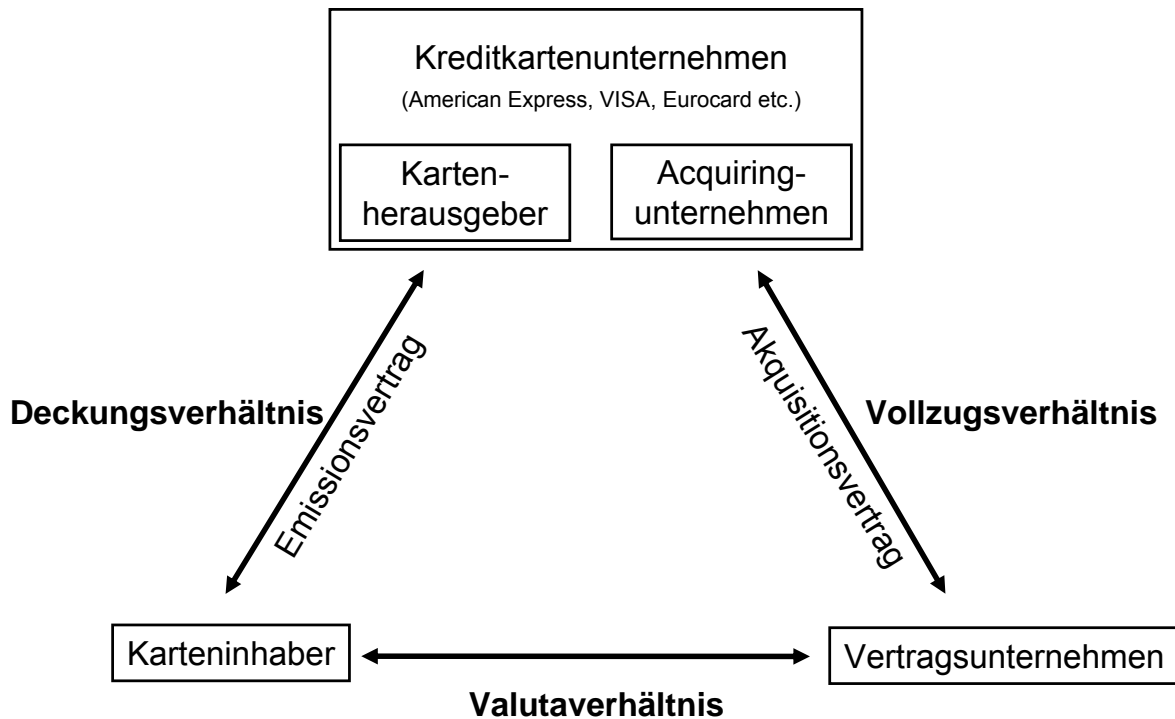 Kreditkartenunternehmen
(American Express, VISA, Eurocard etc.)
Karten-
herausgeber
Acquiring-
unternehmen
Deckungsverhältnis
Emissionsvertrag
Akquisitionsvertrag
Vollzugsverhältnis
Karteninhaber
Vertragsunternehmen
Valutaverhältnis